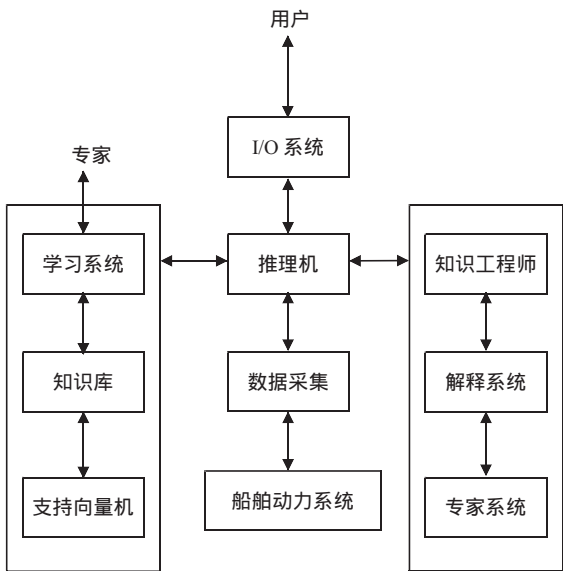 用户
I/O 系统
专家
学习系统
推理机
知识工程师
知识库
数据采集
解释系统
支持向量机
船舶动力系统
专家系统